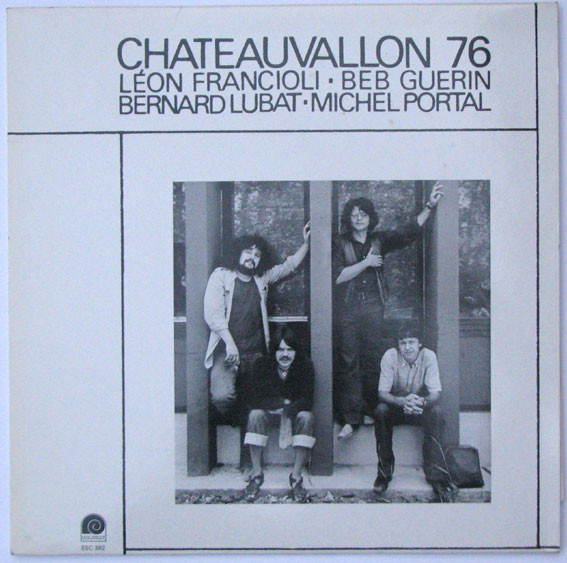 CHATEAUVALLON 76
LÉON FRANCIOLI · BEB GUERIN
BERNARD LUBAT · MICHEL PORTAL
ESC 382